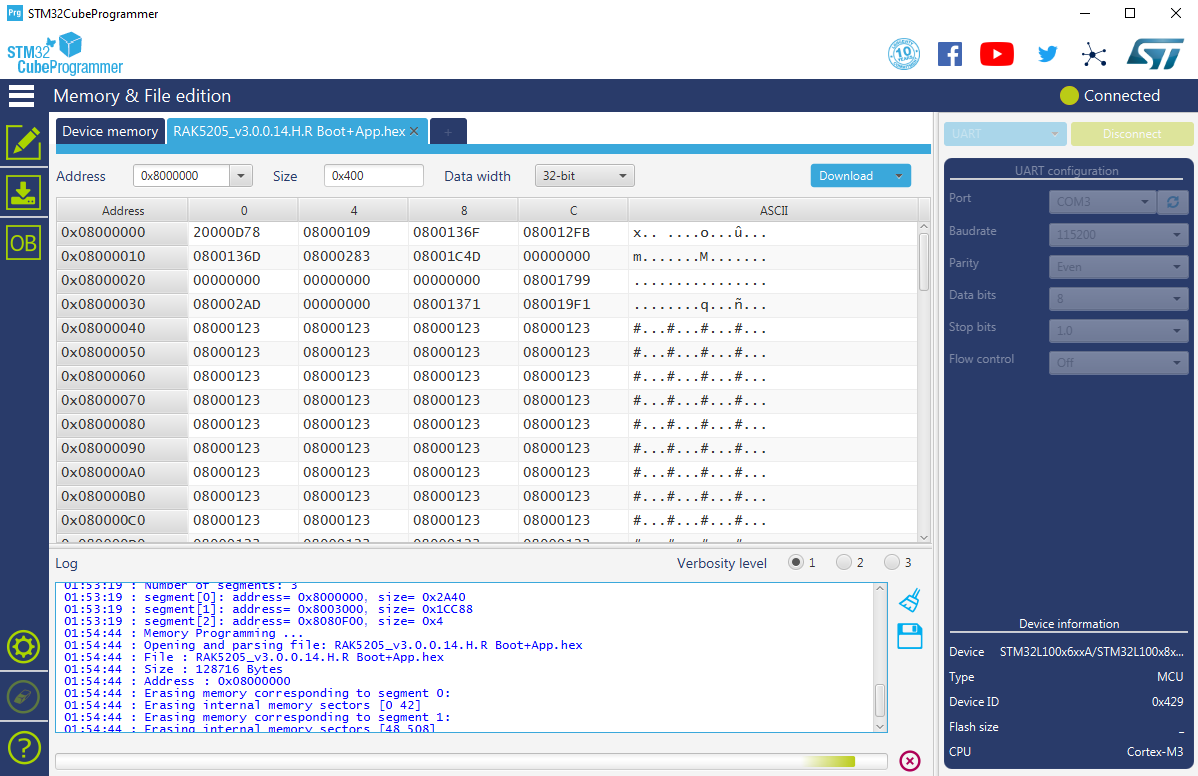 Prg STM32CubeProgrammer
STM32
CubeProgrammer
10 YEARS
Memory & File edition
Connected
OB
Device memory
RAK5205_v3.0.0.14.H.R Boot+App.hex
+
Address 0x8000000 Size 0x400 Data width 32-bit Download
Address 0 4 8 C ASCII
0x08000000 20000D78 08000109 0800136F 080012FB x.. ....o...û...
0x08000010 0800136D 08000283 08001C4D 00000000 m.......M.......
0x08000020 00000000 00000000 00000000 08001799 ................
0x08000030 080002AD 00000000 08001371 080019F1 ........q...ñ...
0x08000040 08000123 08000123 08000123 08000123 #...#...#...#...
0x08000050 08000123 08000123 08000123 08000123 #...#...#...#...
0x08000060 08000123 08000123 08000123 08000123 #...#...#...#...
0x08000070 08000123 08000123 08000123 08000123 #...#...#...#...
0x08000080 08000123 08000123 08000123 08000123 #...#...#...#...
0x08000090 08000123 08000123 08000123 08000123 #...#...#...#...
0x080000A0 08000123 08000123 08000123 08000123 #...#...#...#...
0x080000B0 08000123 08000123 08000123 08000123 #...#...#...#...
0x080000C0 08000123 08000123 08000123 08000123 #...#...#...#...
0x080000D0 08000123 08000123 08000123 08000123 #...#...#...#...
Log
Verbosity level 1 2 3
01:53:19 : Number of segments: 3
01:53:19 : segment[0]: address= 0x8000000, size= 0x2A40
01:53:19 : segment[1]: address= 0x8003000, size= 0x1CC88
01:53:19 : segment[2]: address= 0x8080F00, size= 0x4
01:54:44 : Memory Programming ...
01:54:44 : Opening and parsing file: RAK5205_v3.0.0.14.H.R Boot+App.hex
01:54:44 : File : RAK5205_v3.0.0.14.H.R Boot+App.hex
01:54:44 : Size : 128716 Bytes
01:54:44 : Address : 0x08000000
01:54:44 : Erasing memory corresponding to segment 0:
01:54:44 : Erasing internal memory sectors [0 42]
01:54:44 : Erasing memory corresponding to segment 1:
01:54:44 : Erasing internal memory sectors [48 508]
UART
Disconnect
UART configuration
Port COM3
Baudrate 115200
Parity Even
Data bits 8
Stop bits 1.0
Flow control Off
Device information
Device STM32L100x6xxA/STM32L100x8x...
Type MCU
Device ID 0x429
Flash size _
CPU Cortex-M3